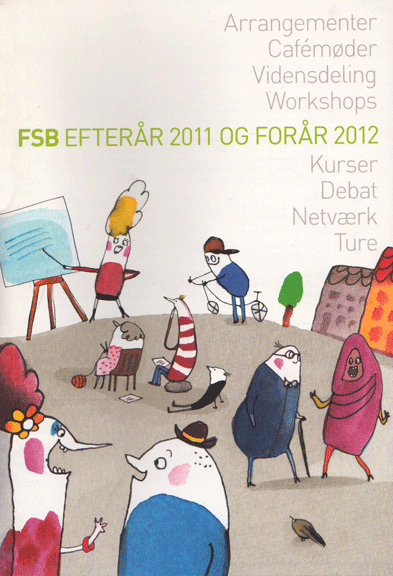 Arrangementer
Cafémøder
Vidensdeling
Workshops
FSB EFTERÅR 2011 OG FORÅR 2012
Kurser
Debat
Netværk
Ture